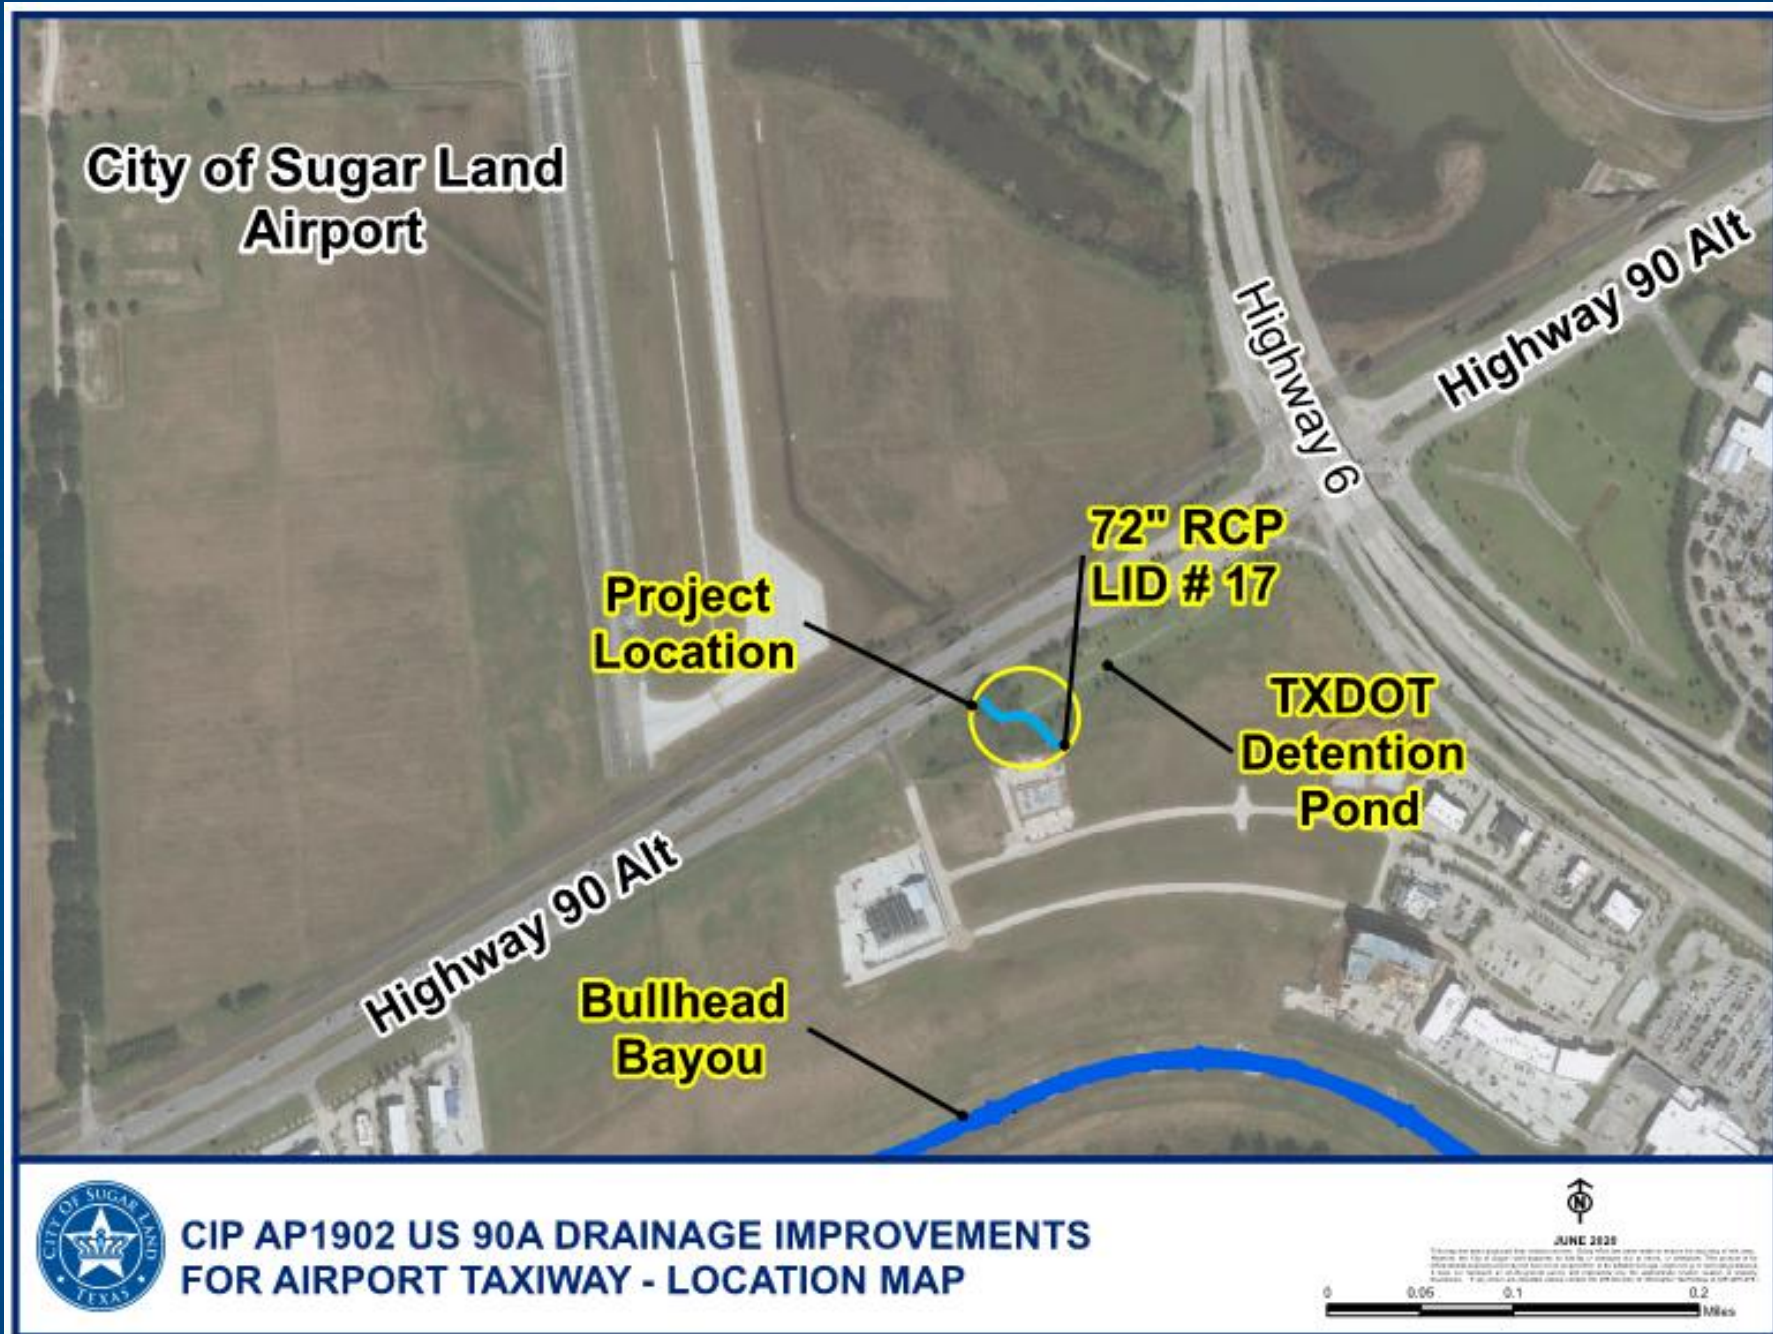 City of Sugar Land
Airport
Highway 6
Highway 90 Alt
72" RCP
LID # 17
Project
Location
TXDOT
Detention
Pond
Highway 90 Alt
Bullhead
Bayou
CITY OF SUGAR LAND
TEXAS
CIP AP1902 US 90A DRAINAGE IMPROVEMENTS
FOR AIRPORT TAXIWAY - LOCATION MAP
N
JUNE 2020
0 0.05 0.1 0.2
Miles